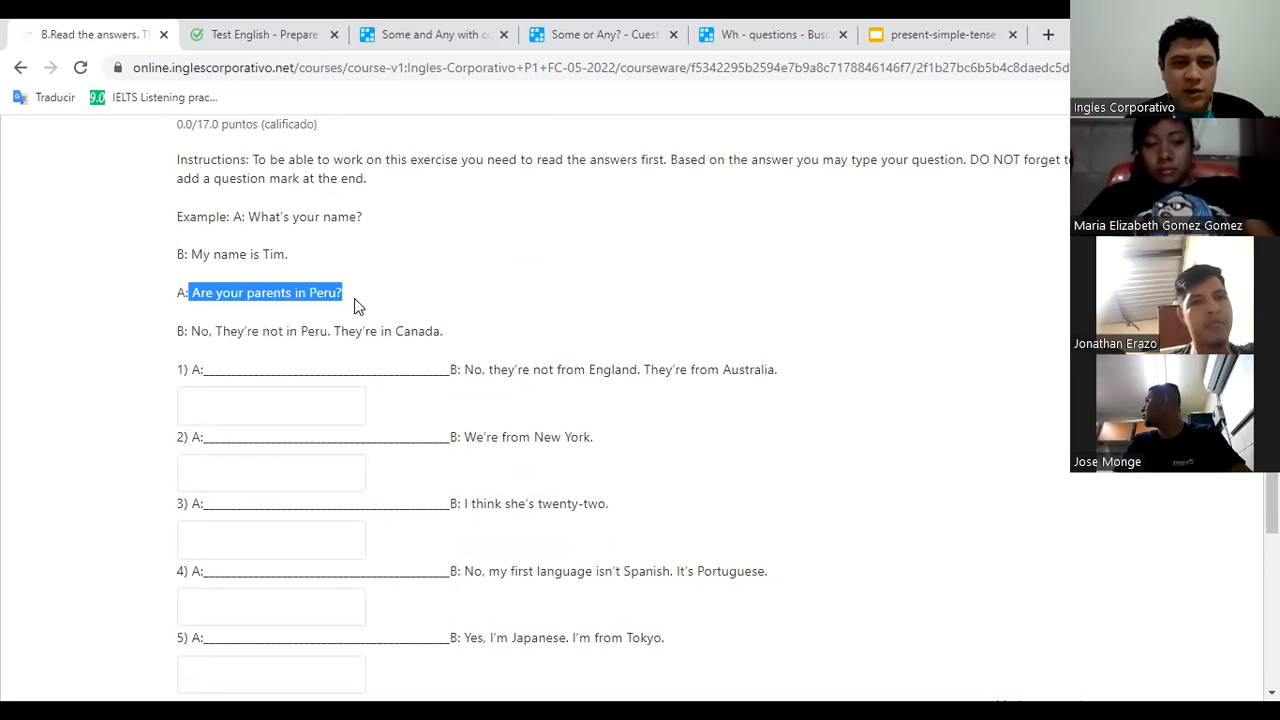 B.Read the answers. T
Test English - Prepare
Some and Any with c
Some or Any? - Cuest
Wh - questions - Busc
present-simple-tense
online.inglescorporativo.net/courses/course-v1:Ingles-Corporativo+P1+FC-05-2022/courseware/f5342295b2594e7b9a8c7178846146f7/2f1b27bc6b5b4c8daedc5d
Traducir
9.0 IELTS Listening prac...
0.0/17.0 puntos (calificado)
Instructions: To be able to work on this exercise you need to read the answers first. Based on the answer you may type your question. DO NOT forget to
add a question mark at the end.
Example: A: What's your name?
B: My name is Tim.
A: Are your parents in Peru?
B: No, They're not in Peru. They're in Canada.
1) A:________________________________________B: No, they're not from England. They're from Australia.
2) A:________________________________________B: We're from New York.
3) A:________________________________________B: I think she's twenty-two.
4) A:________________________________________B: No, my first language isn't Spanish. It's Portuguese.
5) A:________________________________________B: Yes, I'm Japanese. I'm from Tokyo.
Ingles Corporativo
Maria Elizabeth Gomez Gomez
Jonathan Erazo
Jose Monge